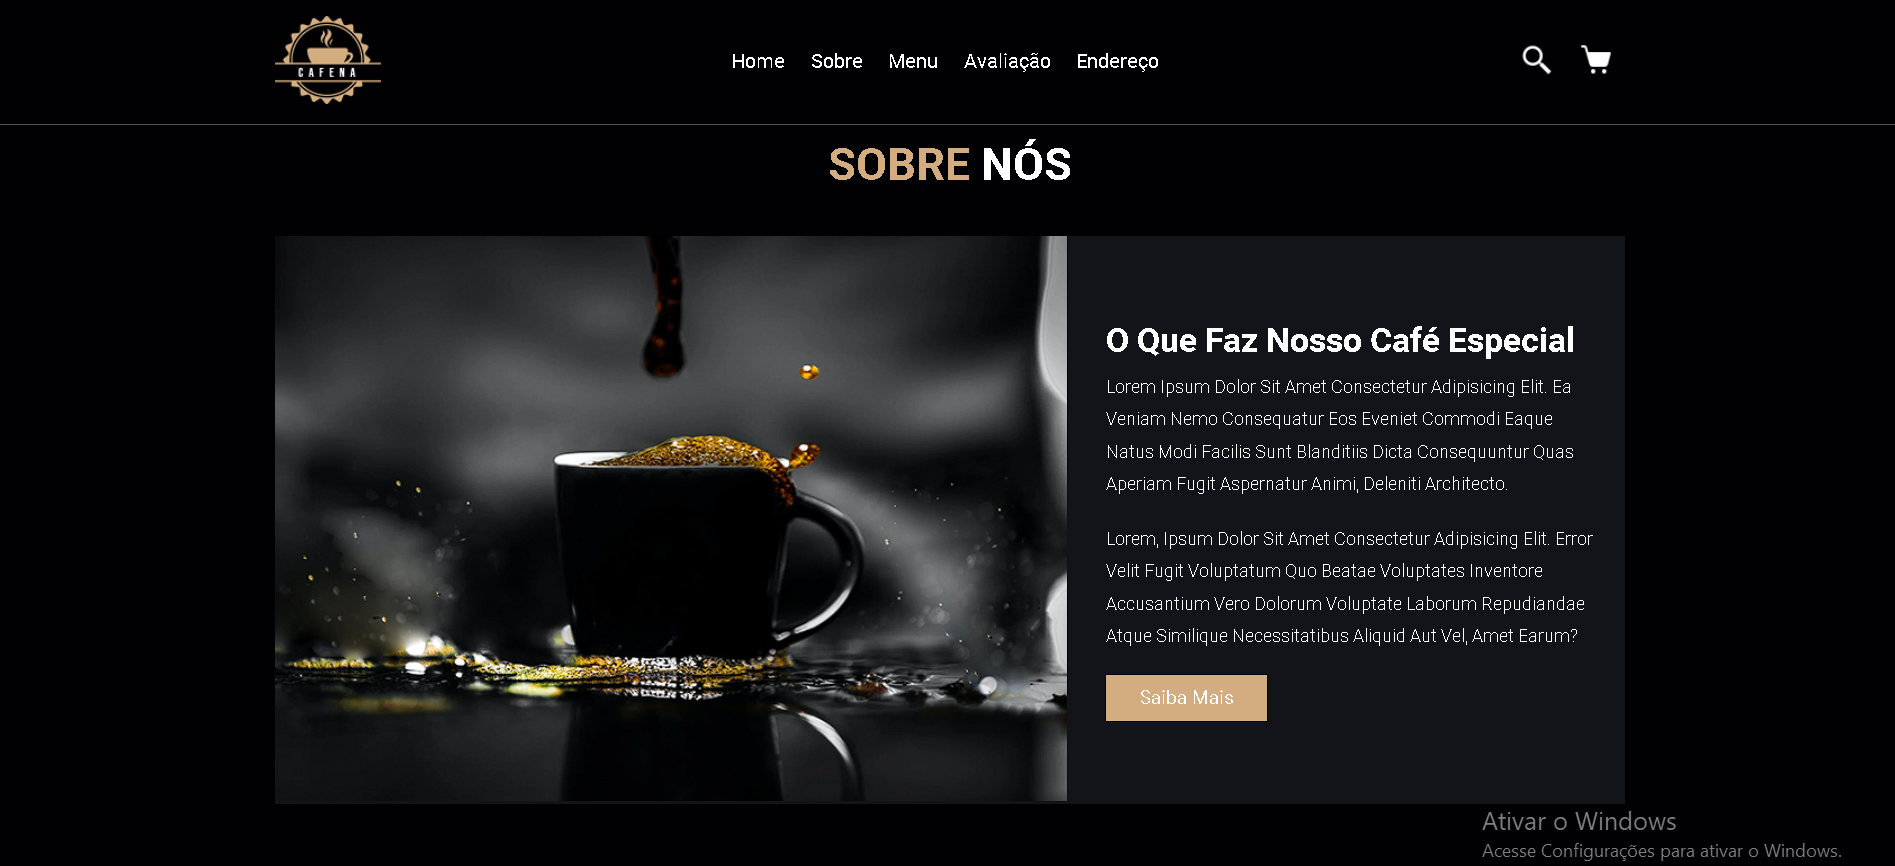 CAFENA
Home Sobre Menu Avaliação Endereço
SOBRE NÓS
O Que Faz Nosso Café Especial
Lorem Ipsum Dolor Sit Amet Consectetur Adipisicing Elit. Ea
Veniam Nemo Consequatur Eos Eveniet Commodi Eaque
Natus Modi Facilis Sunt Blanditiis Dicta Consequuntur Quas
Aperiam Fugit Aspernatur Animi, Deleniti Architecto.
Lorem, Ipsum Dolor Sit Amet Consectetur Adipisicing Elit. Error
Velit Fugit Voluptatum Quo Beatae Voluptates Inventore
Accusantium Vero Dolorum Voluptate Laborum Repudiandae
Atque Similique Necessitatibus Aliquid Aut Vel, Amet Earum?
Saiba Mais
Ativar o Windows
Acesse Configurações para ativar o Windows.